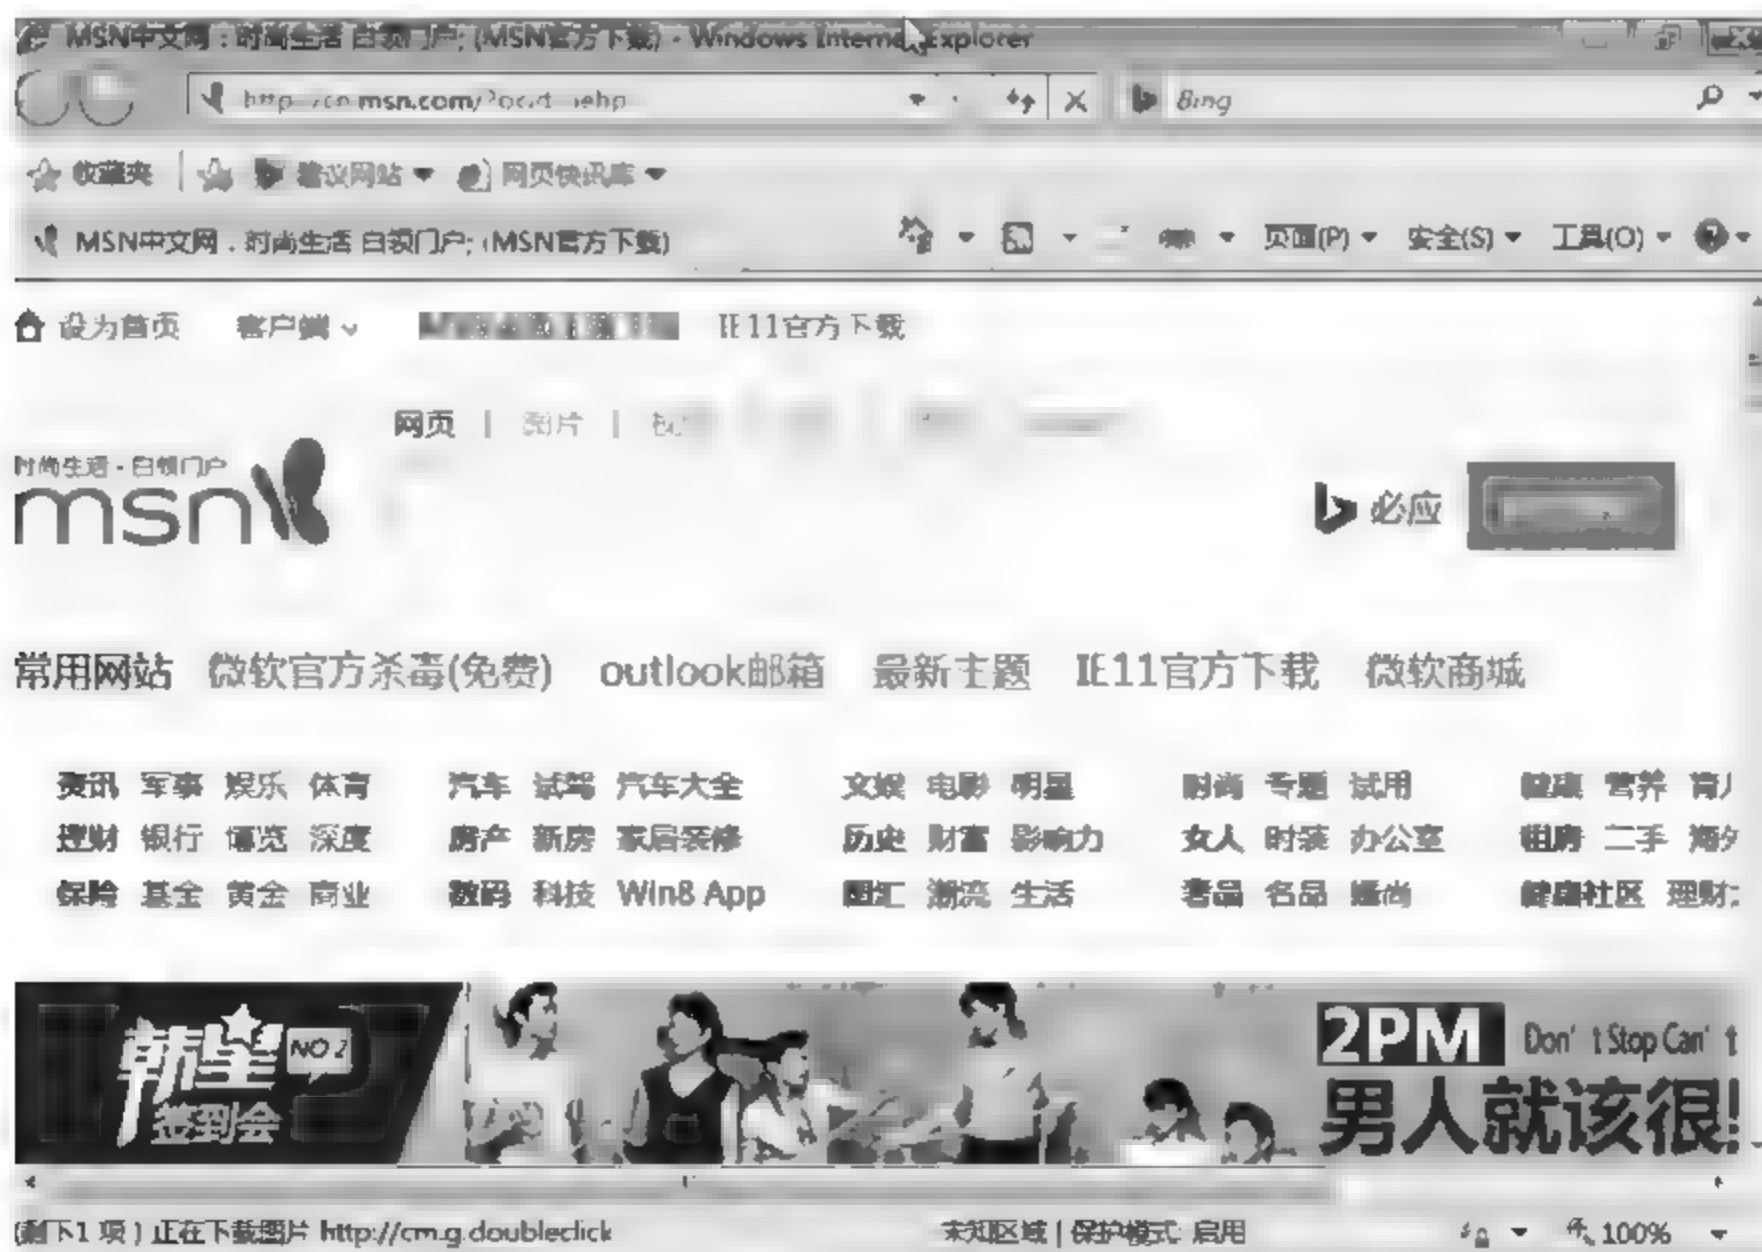 MSN中文网：时尚生活 白领门户; (MSN官方下载) - Windows Internet Explorer
msn.com/ Bing
收藏夹 建议网站 网页快讯库
MSN中文网：时尚生活 白领门户; (MSN官方下载) 页面(P) 安全(S) 工具(O)
设为首页 客户端 IE11官方下载
网页 | 图片 |
时尚生活·白领门户
msn 必应
常用网站 微软官方杀毒(免费) outlook邮箱 最新主题 IE11官方下载 微软商城
资讯 军事 娱乐 体育 汽车 试驾 汽车大全 文娱 电影 明星 时尚 专题 试用 健康 营养
理财 银行 博览 深度 房产 新房 家居装修 历史 财富 影响力 女人 时装 办公室 租房 二手
保险 基金 黄金 商业 数码 科技 Win8 App 图汇 潮流 生活 奢品 名品 健康社区 理财
韩星 NO 2 2PM Don't Stop Can't
签到会 男人就该很!
(剩下1 项) 正在下载图片 http://cm.g.doubleclick 未知区域 | 保护模式: 启用 100%